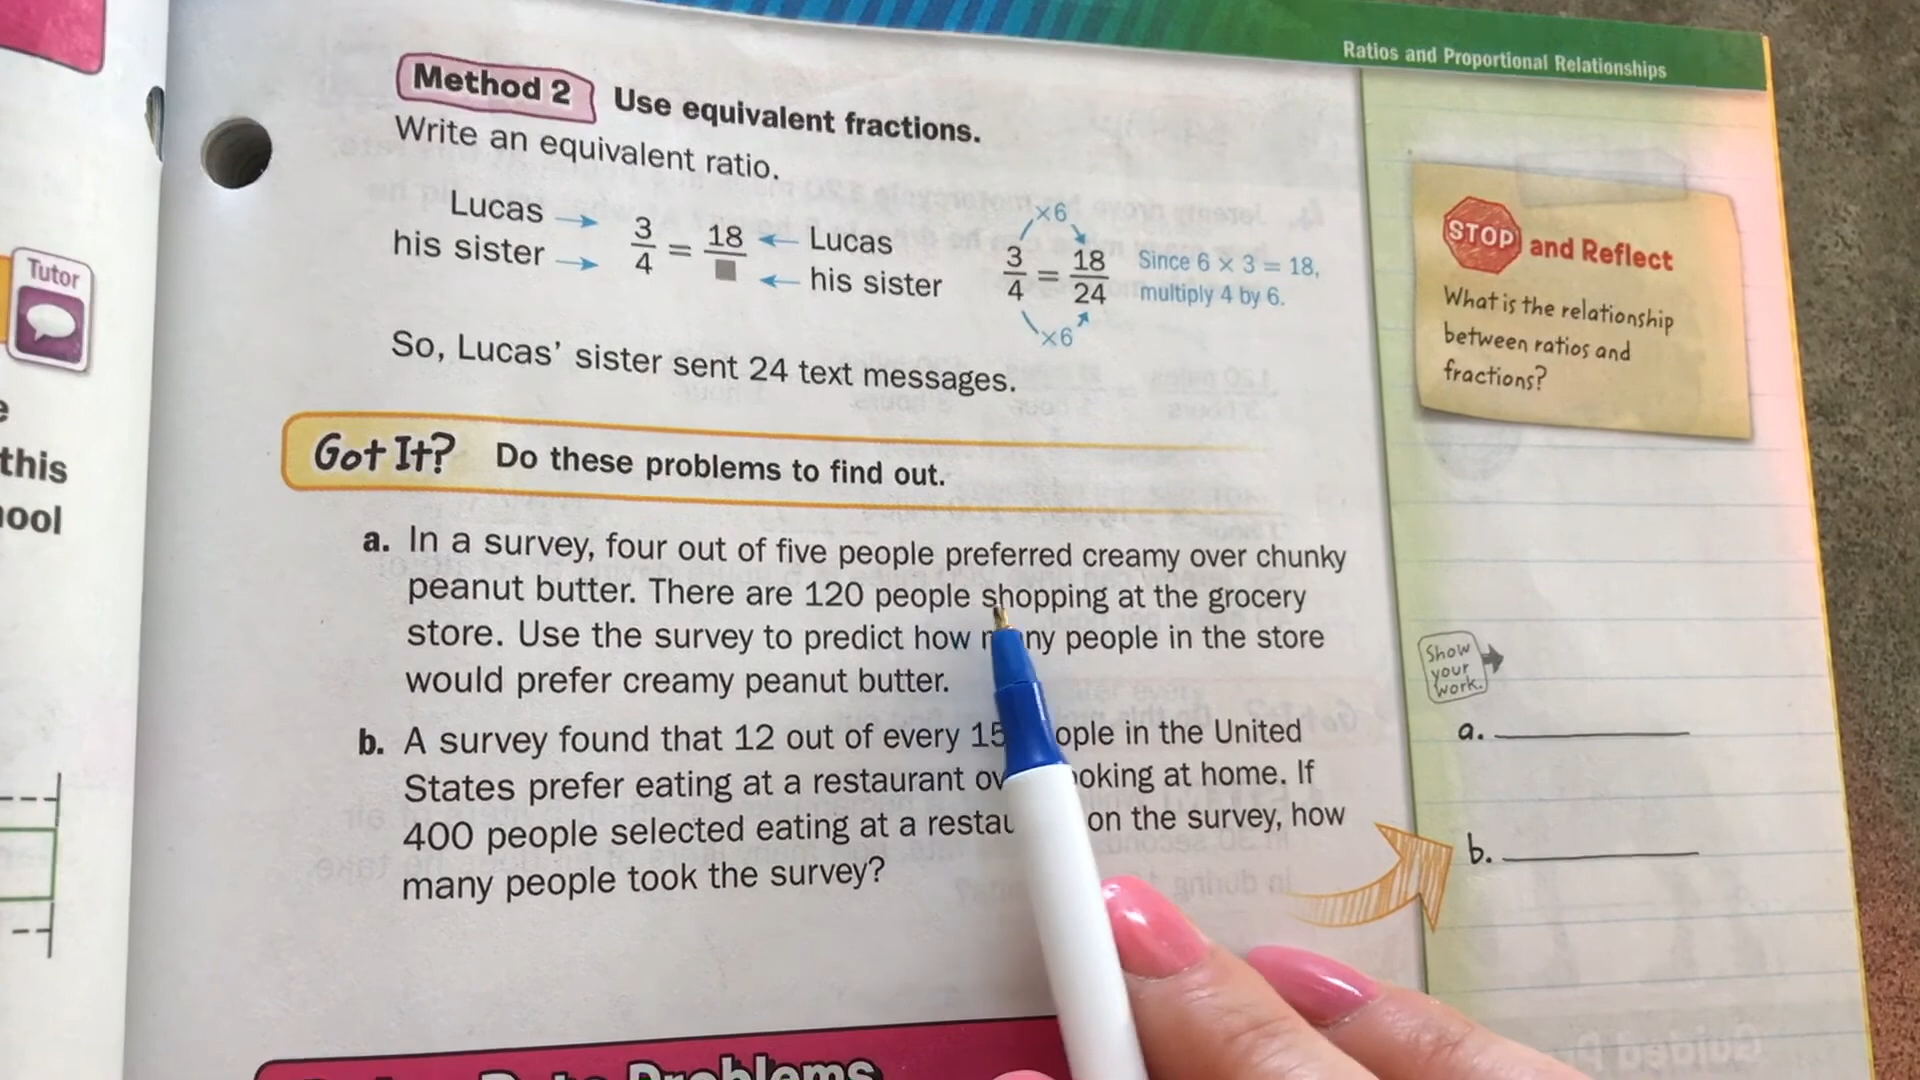 Ratios and Proportional Relationships
Method 2 Use equivalent fractions.
Write an equivalent ratio.
Lucas → 3/4 = 18/■ ← Lucas
his sister → ← his sister
×6
3/4 = 18/24
×6
Since 6 × 3 = 18,
multiply 4 by 6.
So, Lucas' sister sent 24 text messages.
STOP and Reflect
What is the relationship
between ratios and
fractions?
Tutor
this
Got It? Do these problems to find out.
a. In a survey, four out of five people preferred creamy over chunky
peanut butter. There are 120 people shopping at the grocery
store. Use the survey to predict how many people in the store
would prefer creamy peanut butter.
b. A survey found that 12 out of every 15 ople in the United
States prefer eating at a restaurant ov oking at home. If
400 people selected eating at a restau on the survey, how
many people took the survey?
Show
your
work.
a.
b.
Problems